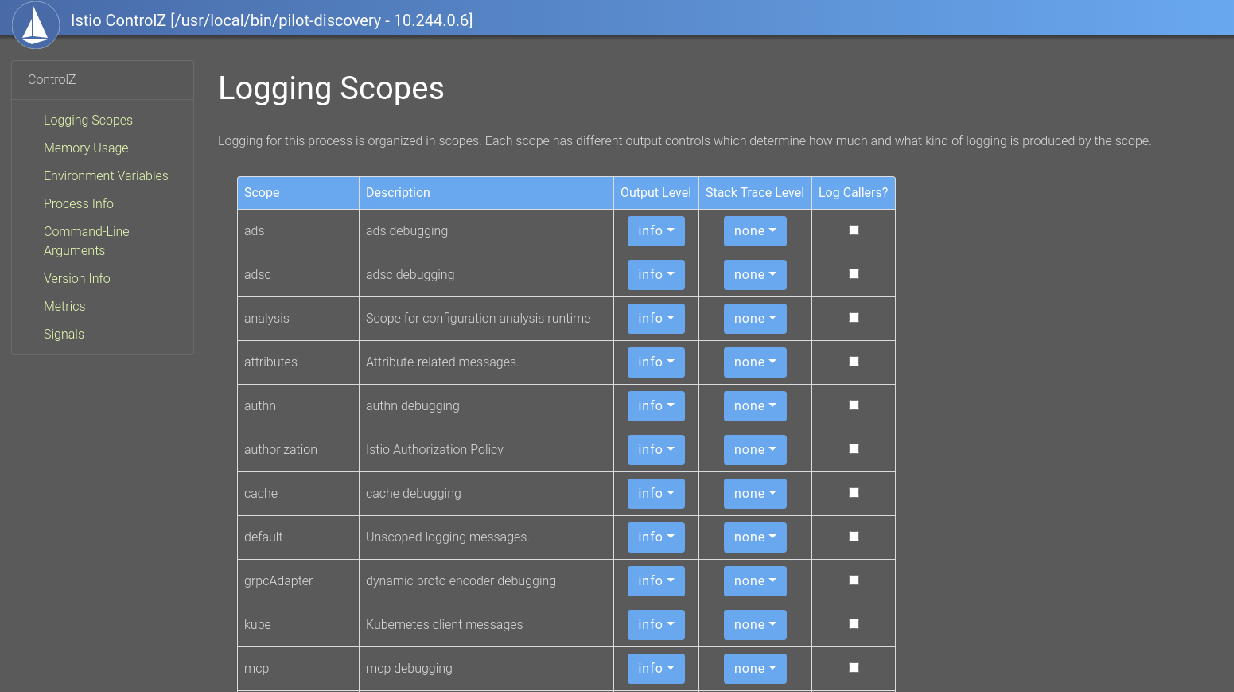 Istio ControlZ [/usr/local/bin/pilot-discovery - 10.244.0.6]
ControlZ
Logging Scopes
Memory Usage
Environment Variables
Process Info
Command-Line
Arguments
Version Info
Metrics
Signals
Logging Scopes
Logging for this process is organized in scopes. Each scope has different output controls which determine how much and what kind of logging is produced by the scope.
Scope Description Output Level Stack Trace Level Log Callers?
ads ads debugging info none
adsc adsc debugging info none
analysis Scope for configuration analysis runtime info none
attributes Attribute related messages. info none
authn authn debugging info none
authorization Istio Authorization Policy info none
cache cache debugging info none
default Unscoped logging messages. info none
grpcAdapter dynamic proto encoder debugging info none
kube Kubernetes client messages info none
mcp mcp debugging info none